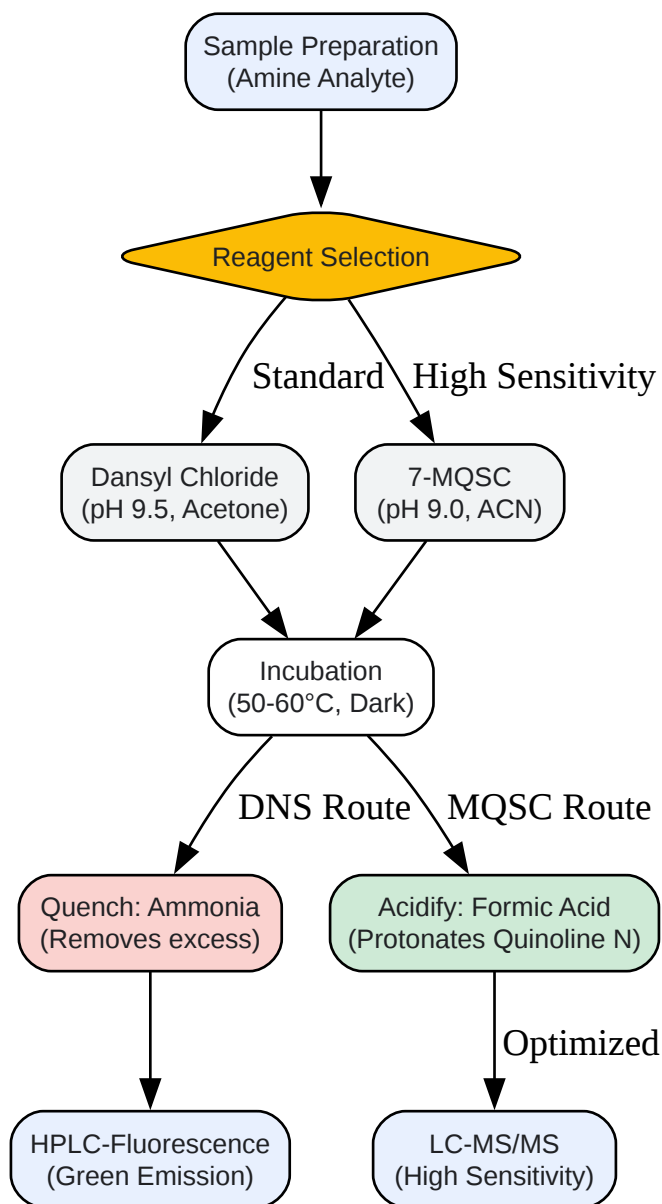 Sample Preparation
(Amine Analyte)
Reagent Selection
Standard
High Sensitivity
Dansyl Chloride
(pH 9.5, Acetone)
7-MQSC
(pH 9.0, ACN)
Incubation
(50-60°C, Dark)
DNS Route
MQSC Route
Quench: Ammonia
(Removes excess)
Acidify: Formic Acid
(Protonates Quinoline N)
Optimized
HPLC-Fluorescence
(Green Emission)
LC-MS/MS
(High Sensitivity)